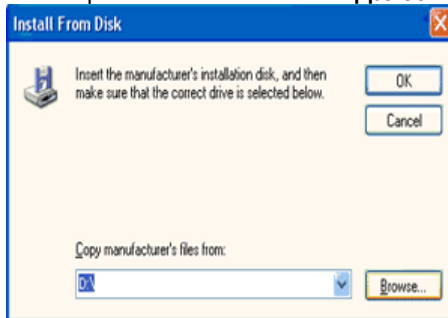 Install From Disk
Insert the manufacturer's installation disk, and then
make sure that the correct drive is selected below.
OK
Cancel
Copy manufacturer's files from:
D:\
Browse...